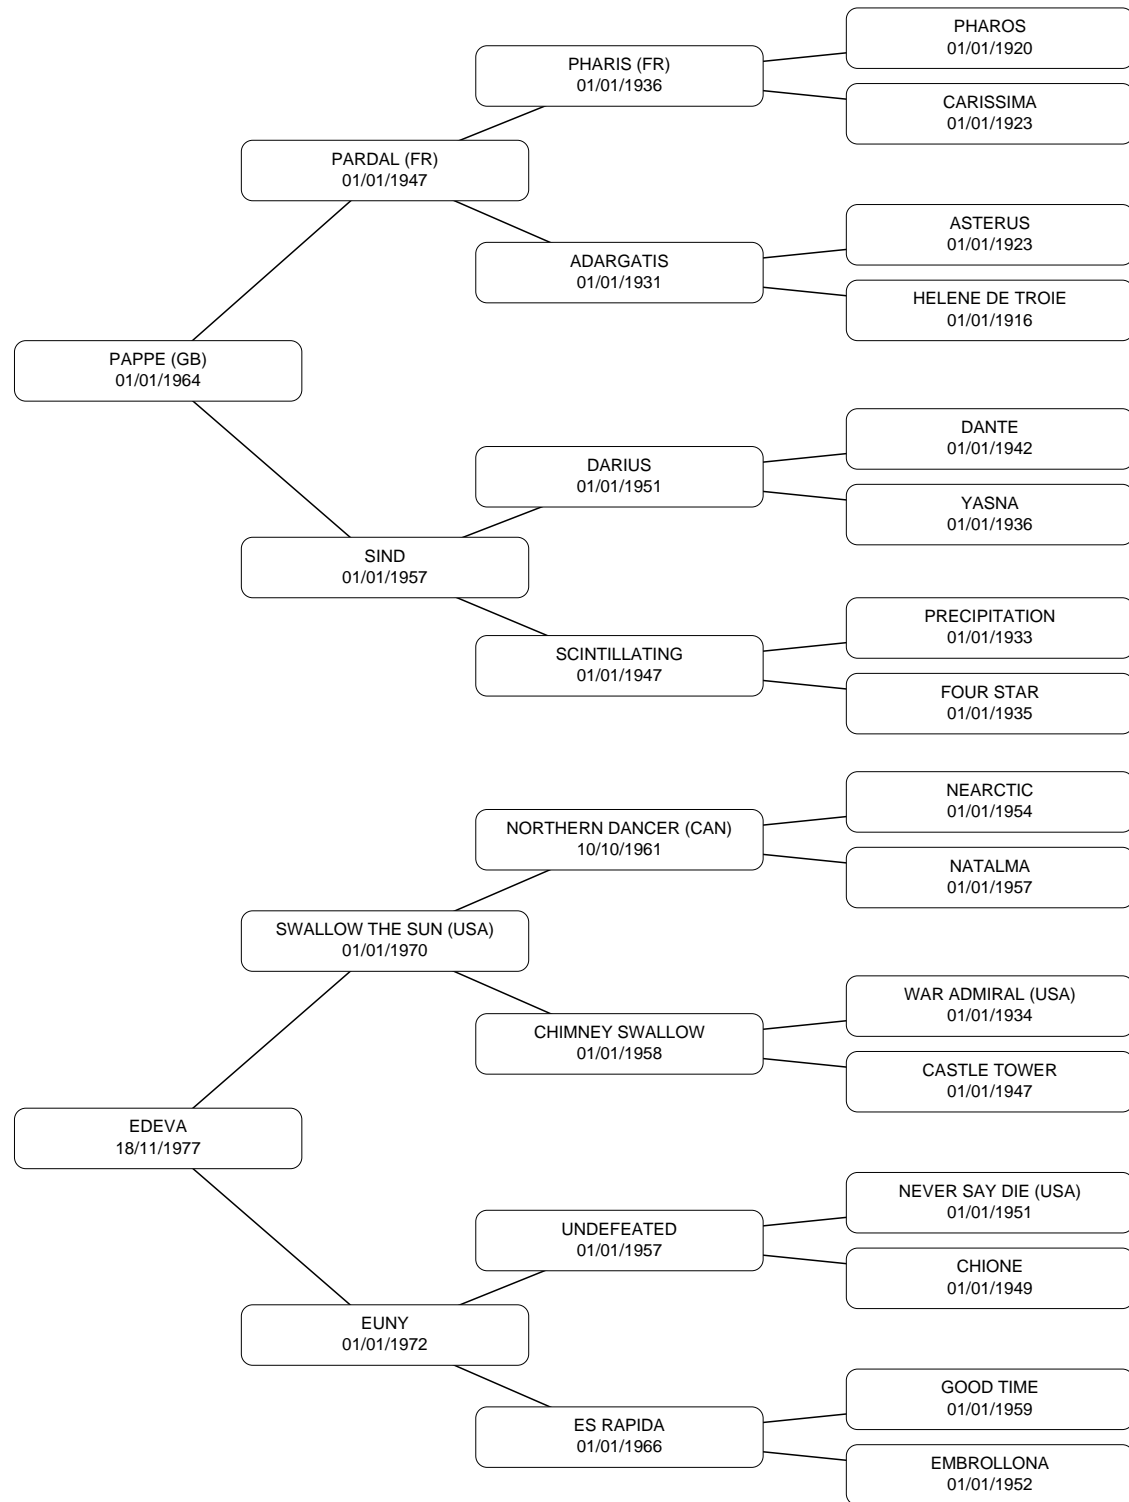 PHAROS
01/01/1920
PHARIS (FR)
01/01/1936
CARISSIMA
01/01/1923
PARDAL (FR)
01/01/1947
ASTERUS
01/01/1923
ADARGATIS
01/01/1931
HELENE DE TROIE
01/01/1916
PAPPE (GB)
01/01/1964
DANTE
01/01/1942
DARIUS
01/01/1951
YASNA
01/01/1936
SIND
01/01/1957
PRECIPITATION
01/01/1933
SCINTILLATING
01/01/1947
FOUR STAR
01/01/1935
NEARCTIC
01/01/1954
NORTHERN DANCER (CAN)
10/10/1961
NATALMA
01/01/1957
SWALLOW THE SUN (USA)
01/01/1970
WAR ADMIRAL (USA)
01/01/1934
CHIMNEY SWALLOW
01/01/1958
CASTLE TOWER
01/01/1947
EDEVA
18/11/1977
NEVER SAY DIE (USA)
01/01/1951
UNDEFEATED
01/01/1957
CHIONE
01/01/1949
EUNY
01/01/1972
GOOD TIME
01/01/1959
ES RAPIDA
01/01/1966
EMBROLLONA
01/01/1952